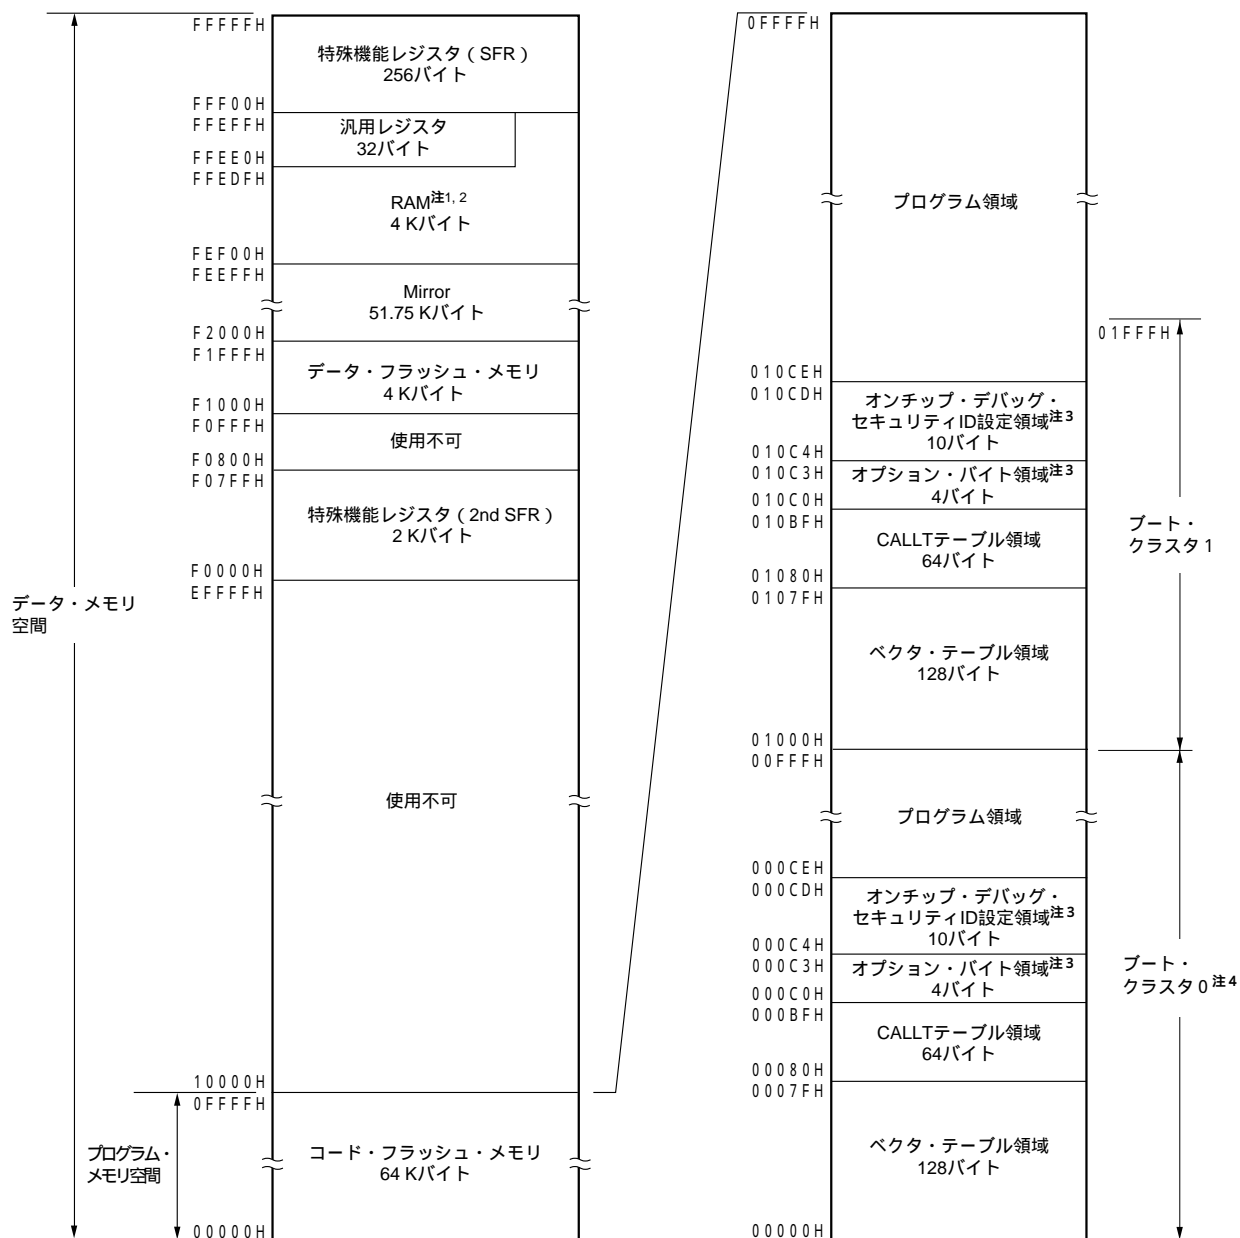 FFFFFH
特殊機能レジスタ（SFR）
256バイト
FFF00H
FFEFFH
汎用レジスタ
32バイト
FFEE0H
FFEDFH
RAM注1, 2
4 Kバイト
FEF00H
FEEFFH
Mirror
51.75 Kバイト
F2000H
F1FFFH
データ・フラッシュ・メモリ
4 Kバイト
F1000H
F0FFFH
使用不可
F0800H
F07FFH
特殊機能レジスタ（2nd SFR）
2 Kバイト
F0000H
EFFFFH
データ・メモリ
空間
使用不可
10000H
0FFFFH
プログラム・
メモリ空間
コード・フラッシュ・メモリ
64 Kバイト
00000H
0FFFFH
プログラム領域
01FFFH
010CEH
010CDH
オンチップ・デバッグ・
セキュリティID設定領域注3
10バイト
010C4H
010C3H
オプション・バイト領域注3
4バイト
010C0H
010BFH
CALLTテーブル領域
64バイト
ブート・
クラスタ1
01080H
0107FH
ベクタ・テーブル領域
128バイト
01000H
00FFFH
プログラム領域
000CEH
000CDH
オンチップ・デバッグ・
セキュリティID設定領域注3
10バイト
000C4H
000C3H
オプション・バイト領域注3
4バイト
ブート・
クラスタ0注4
000C0H
000BFH
CALLTテーブル領域
64バイト
00080H
0007FH
ベクタ・テーブル領域
128バイト
00000H